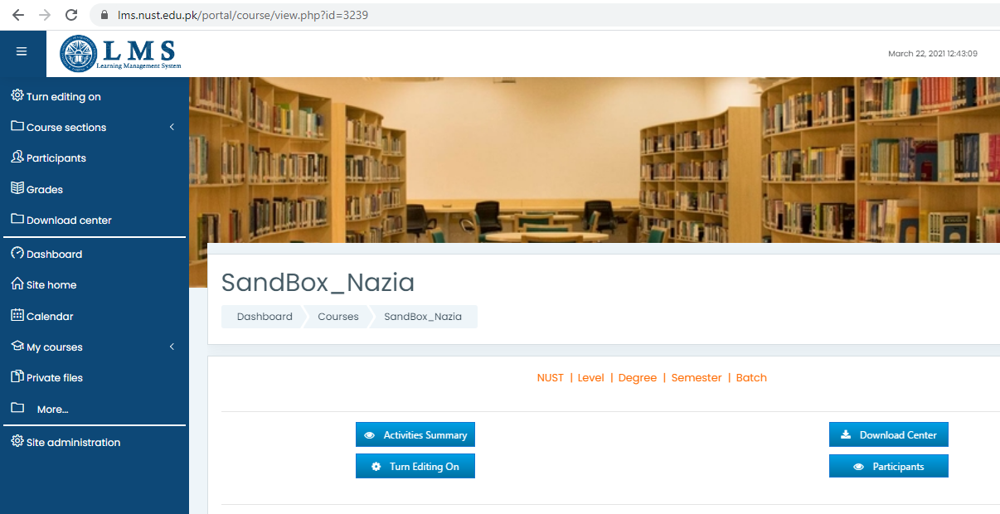 lms.nust.edu.pk/portal/course/view.php?id=3239
LMS
Learning Management System
March 22, 2021 12:43:09
Turn editing on
Course sections
Participants
Grades
Download center
Dashboard
Site home
Calendar
My courses
Private files
More...
Site administration
SandBox_Nazia
Dashboard Courses SandBox_Nazia
NUST | Level | Degree | Semester | Batch
Activities Summary
Download Center
Turn Editing On
Participants